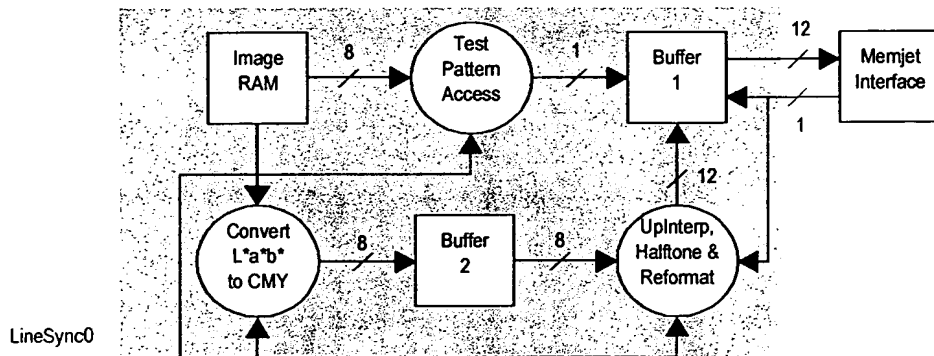 Image
RAM
8
Test
Pattern
Access
1
Buffer
1
12
Memjet
Interface
1
12
Convert
L*a*b*
to CMY
8
Buffer
2
8
UpInterp,
Halftone &
Reformat
LineSync0